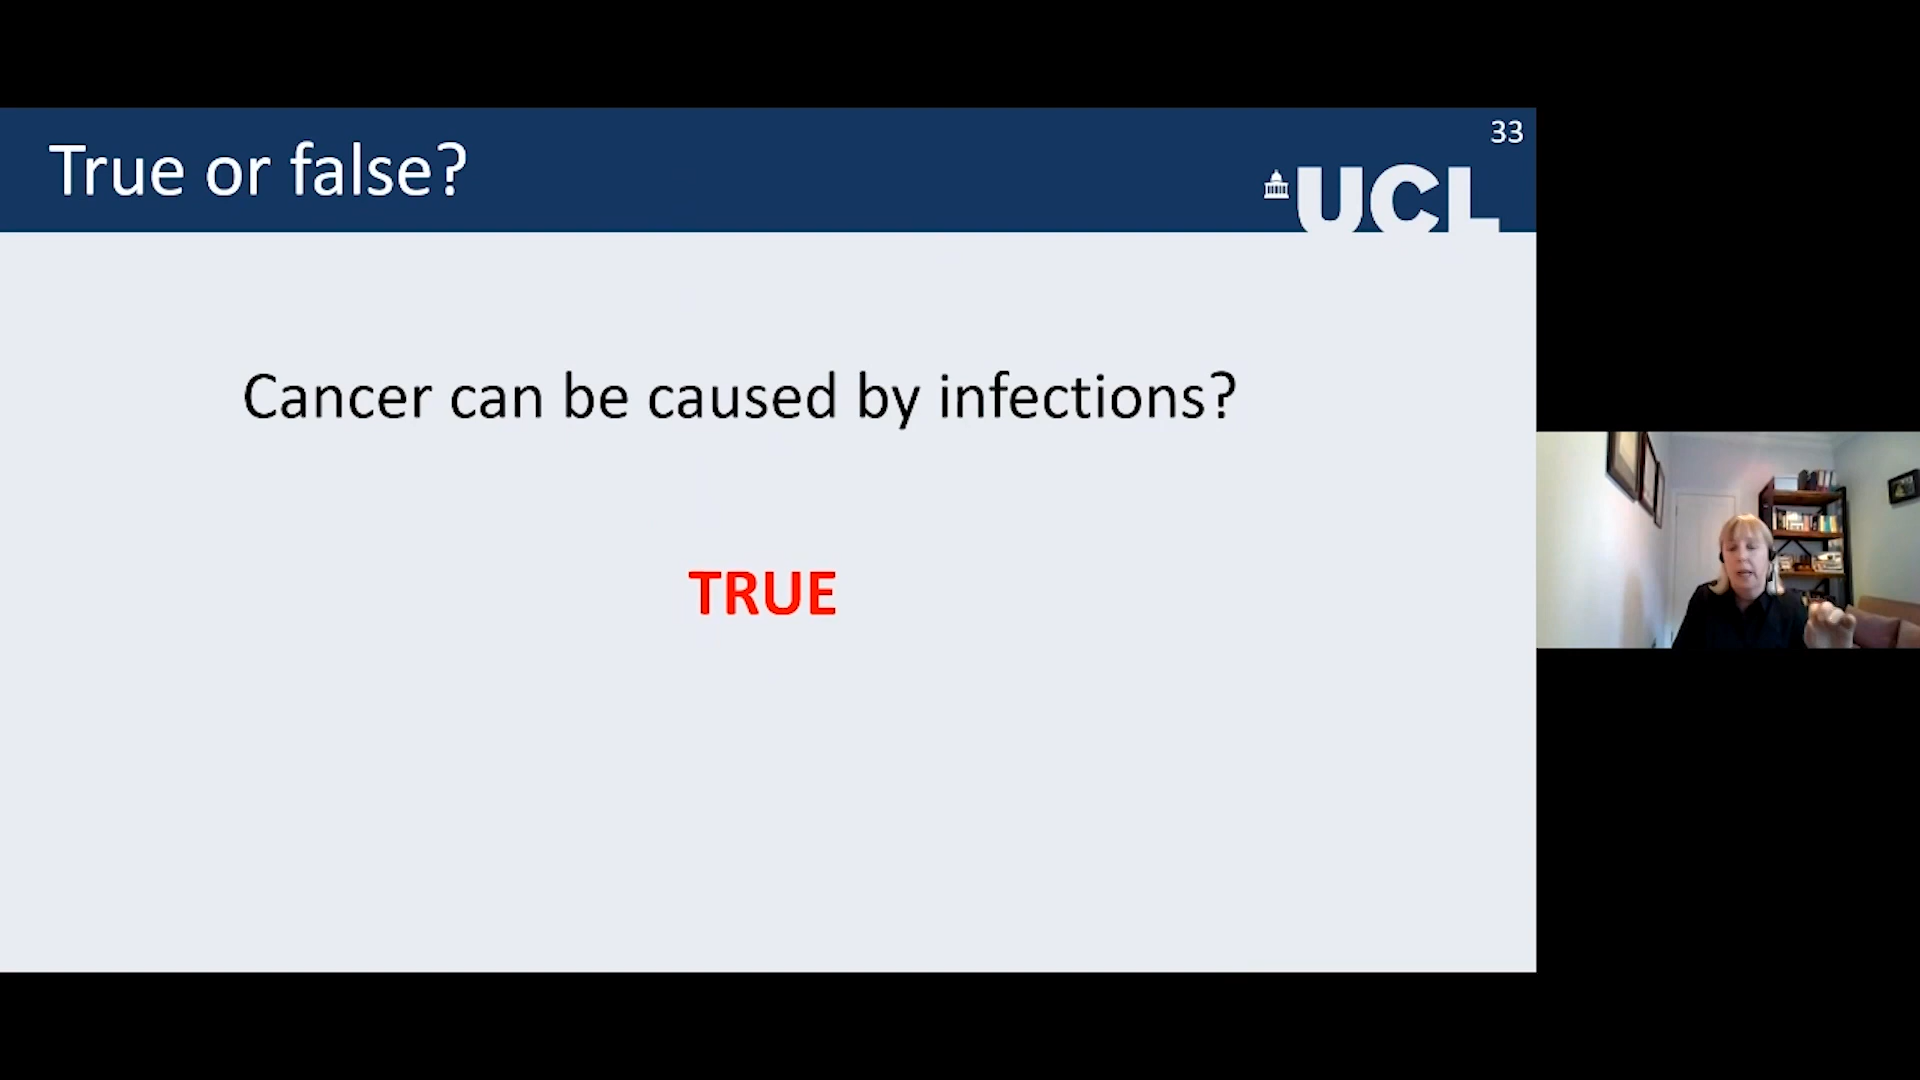 33
True or false?
UCL
Cancer can be caused by infections?
TRUE